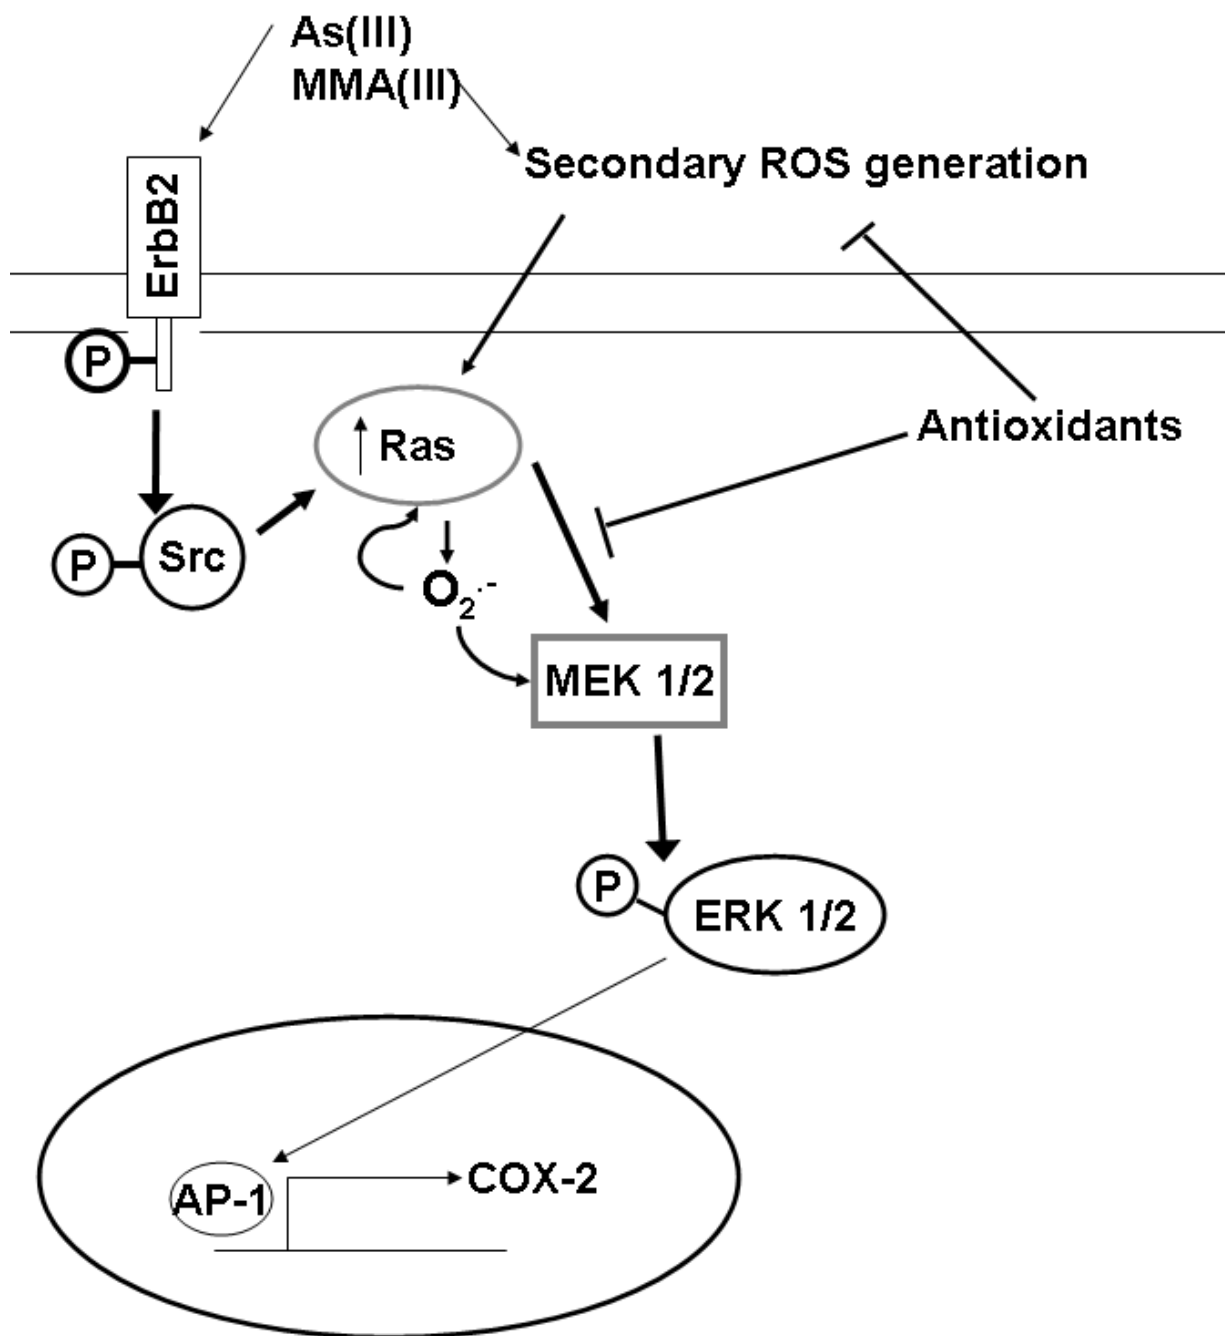 As(III)
MMA(III)
Secondary ROS generation
ErbB2
P
Antioxidants
Ras
P
Src
O₂·-
MEK 1/2
P
ERK 1/2
AP-1
COX-2